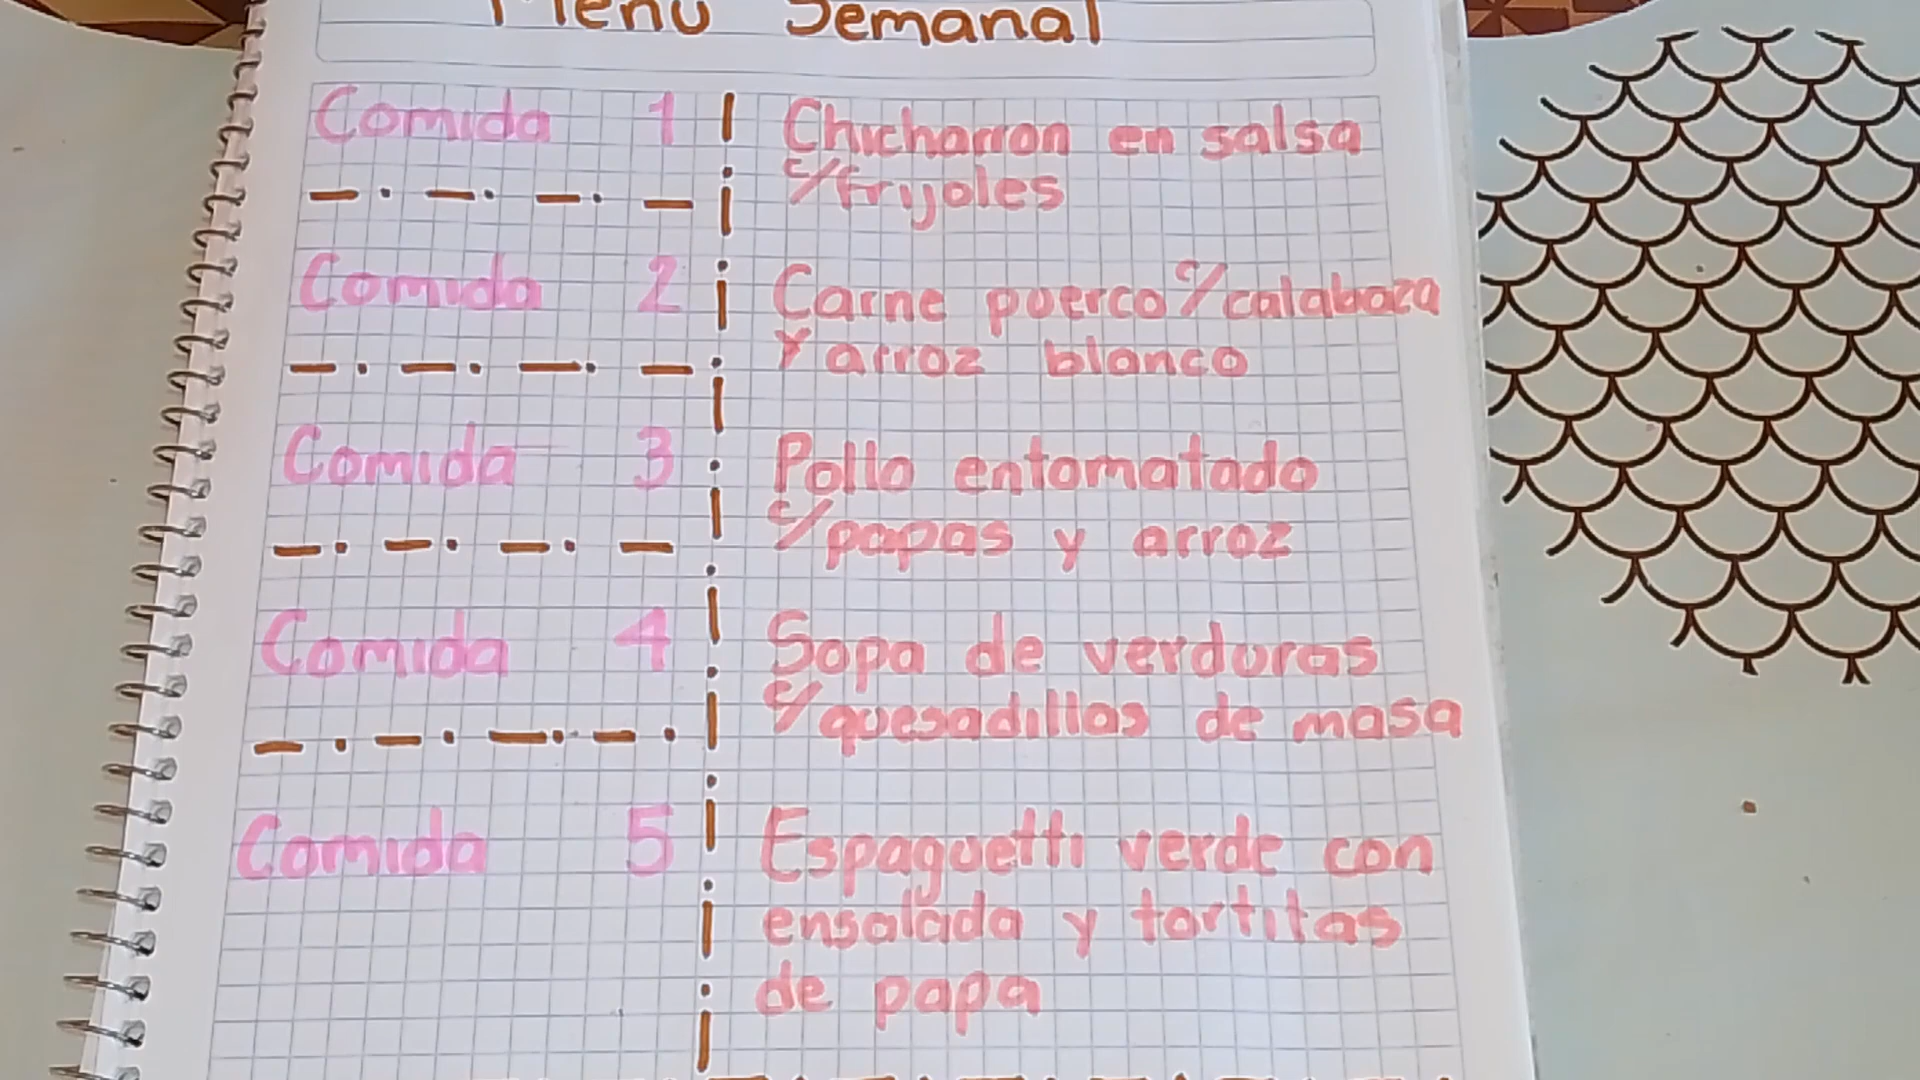 Menú Semanal
Comida 1 Chicharron en salsa
c/frijoles
Comida 2 Carne puerco c/calabaza
y arroz blanco
Comida 3 Pollo entomatado
c/papas y arroz
Comida 4 Sopa de verduras
c/quesadillas de masa
Comida 5 Espaguetti verde con
ensalada y tortitas
de papa